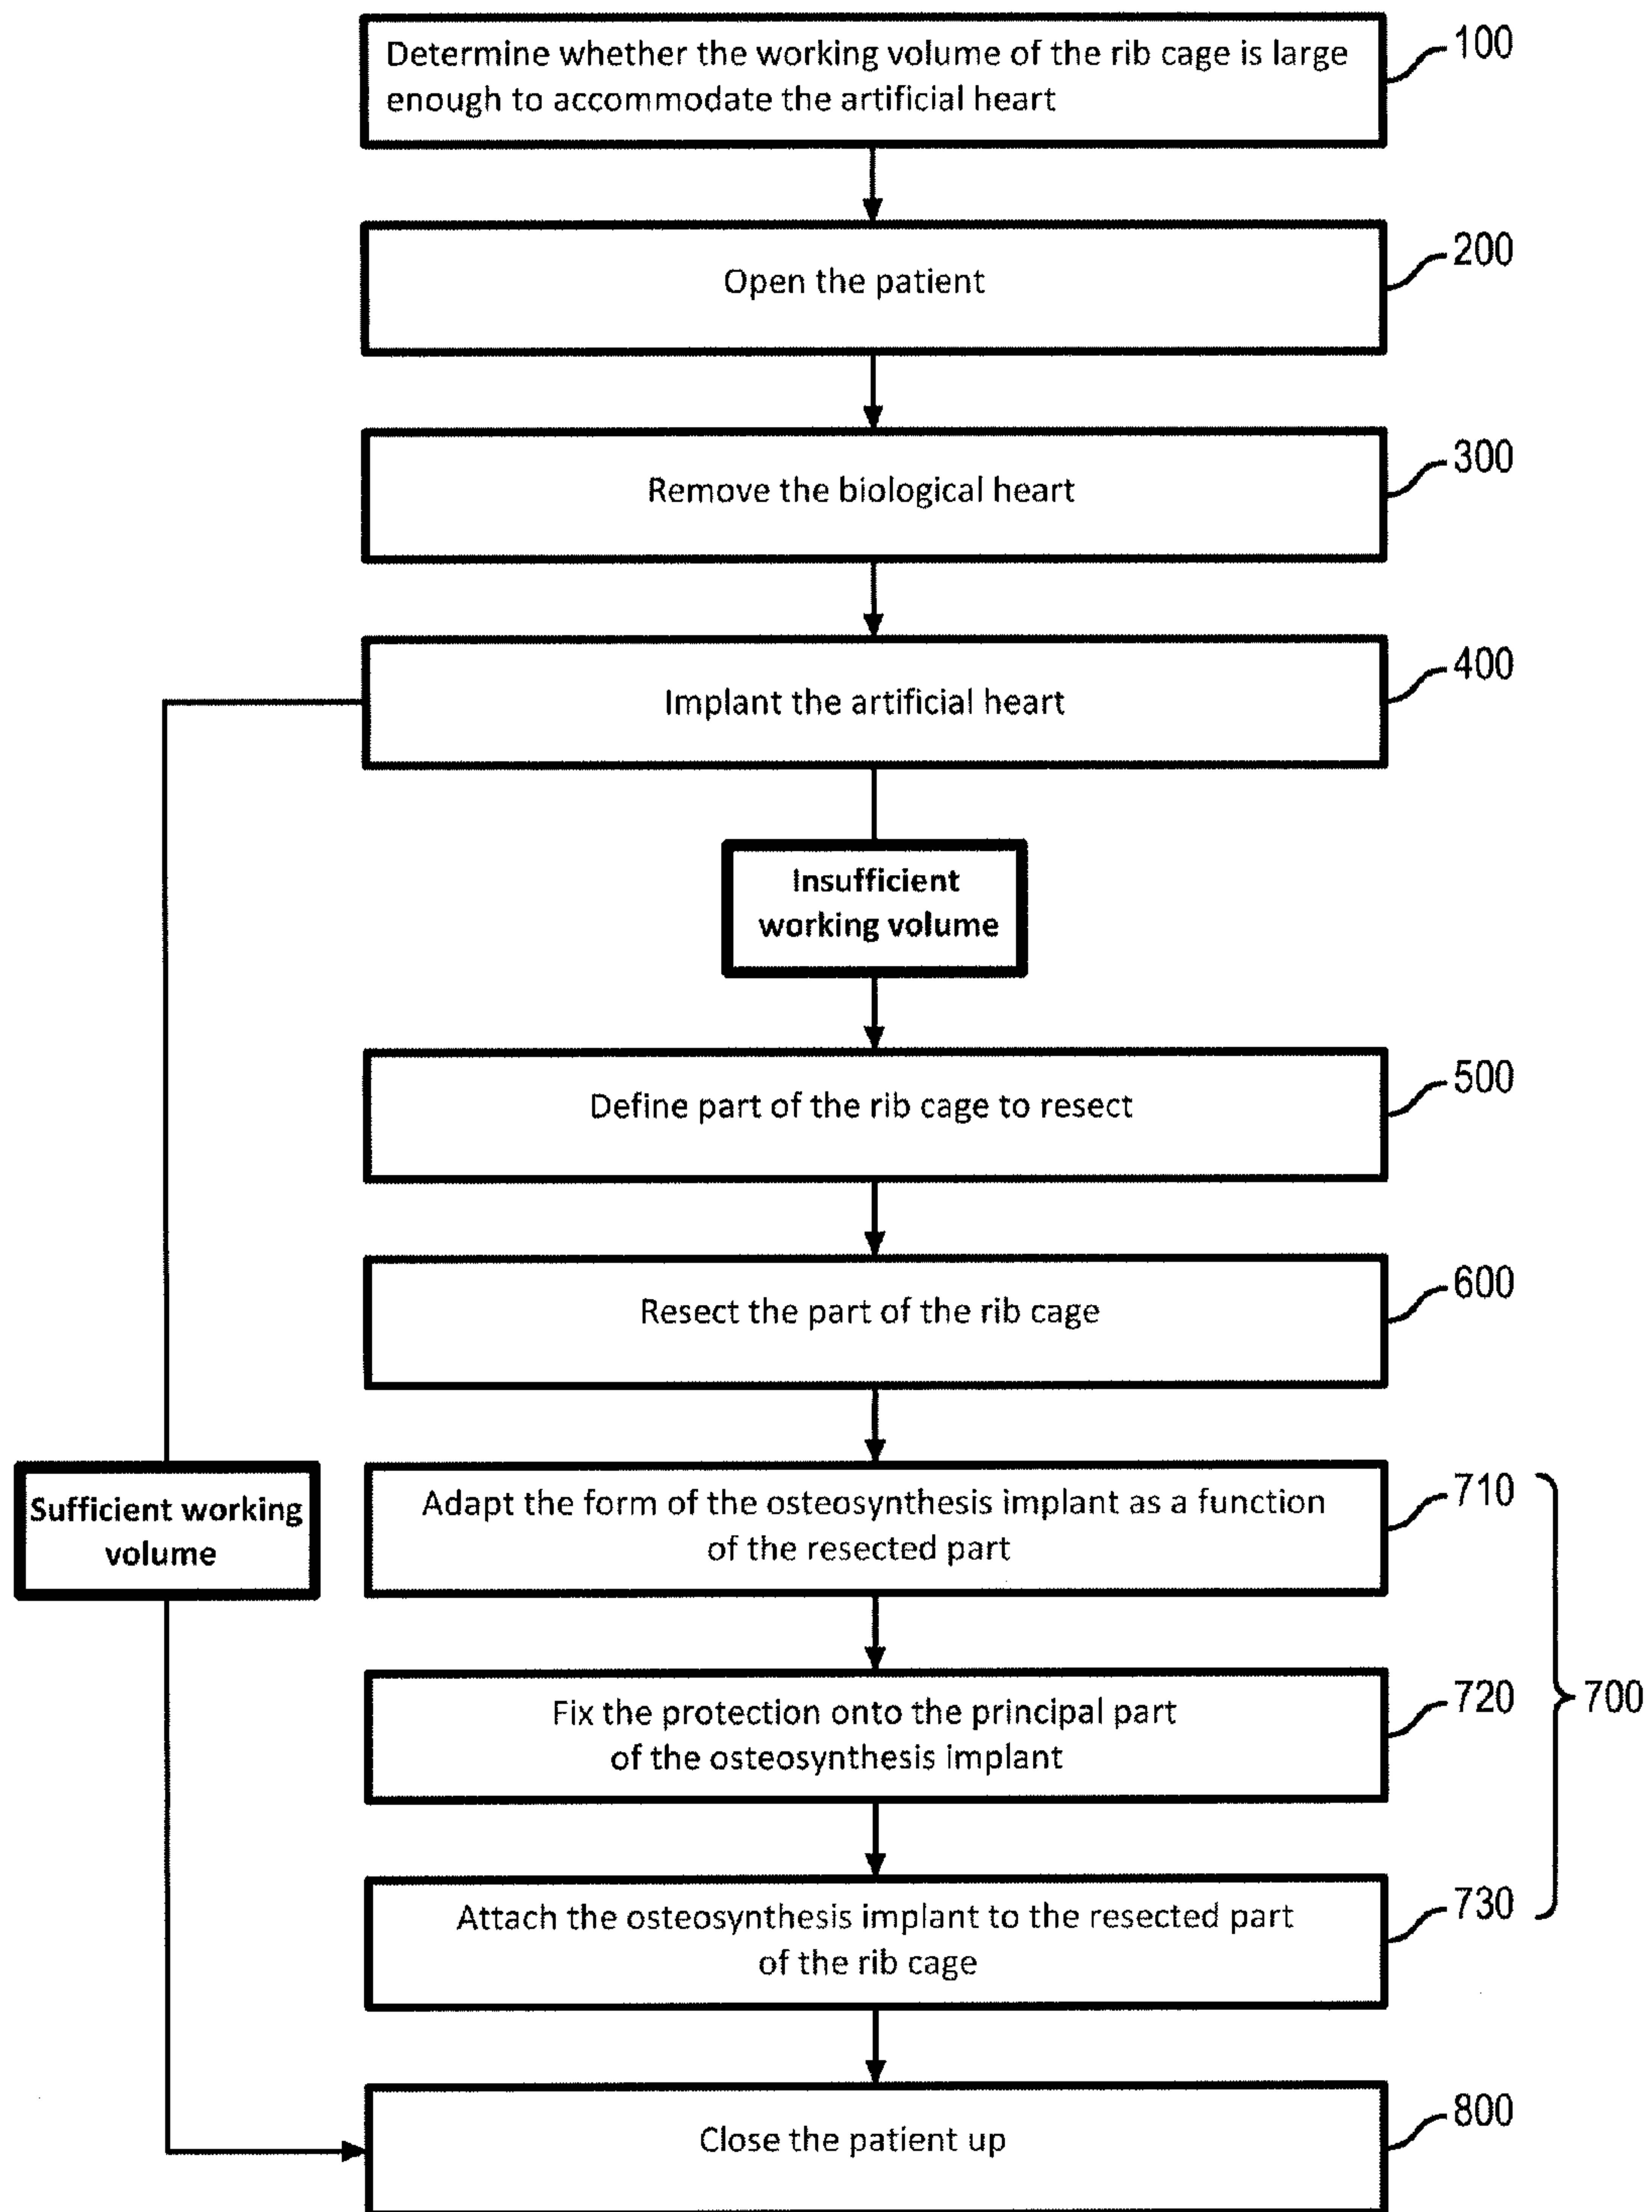 Determine whether the working volume of the rib cage is large
enough to accommodate the artificial heart
100
Open the patient
200
Remove the biological heart
300
Implant the artificial heart
400
Insufficient
working volume
Define part of the rib cage to resect
500
Resect the part of the rib cage
600
Sufficient working
volume
Adapt the form of the osteosynthesis implant as a function
of the resected part
710
Fix the protection onto the principal part
of the osteosynthesis implant
720
700
Attach the osteosynthesis implant to the resected part
of the rib cage
730
Close the patient up
800